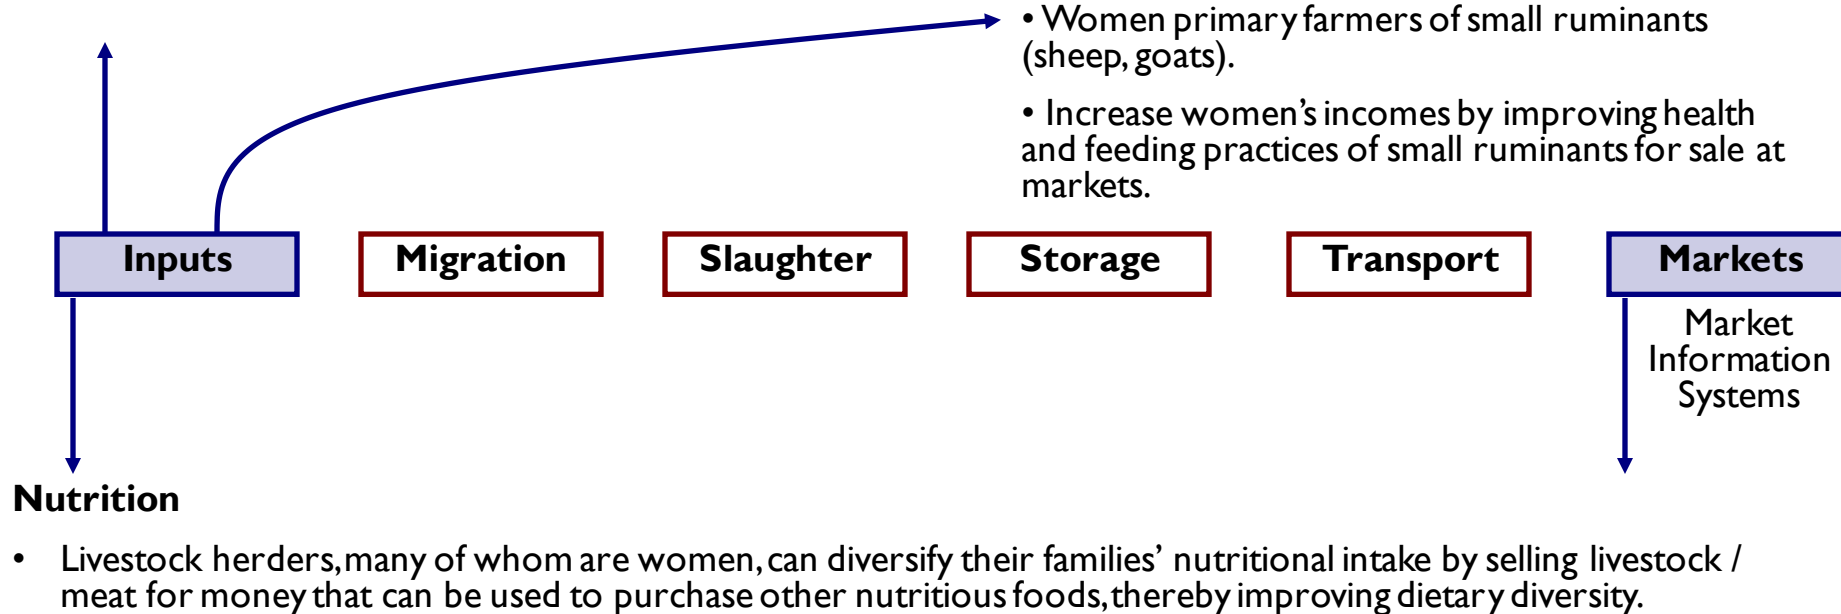 • Women primary farmers of small ruminants
(sheep, goats).
• Increase women's incomes by improving health
and feeding practices of small ruminants for sale at
markets.
Inputs
Migration
Slaughter
Storage
Transport
Markets
Market
Information
Systems
Nutrition
• Livestock herders, many of whom are women, can diversify their families' nutritional intake by selling livestock /
meat for money that can be used to purchase other nutritious foods, thereby improving dietary diversity.